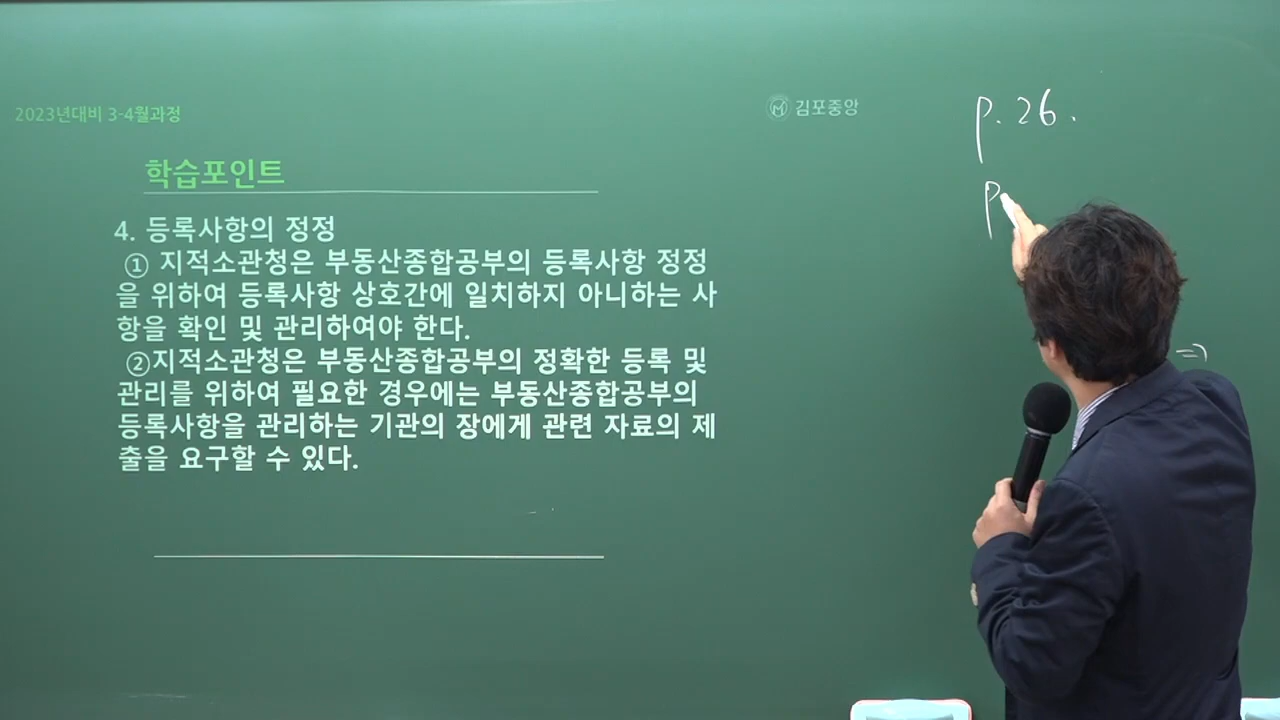 2023년대비 3-4월과정
김포중앙
p. 26.
p
학습포인트
4. 등록사항의 정정
① 지적소관청은 부동산종합공부의 등록사항 정정
을 위하여 등록사항 상호간에 일치하지 아니하는 사
항을 확인 및 관리하여야 한다.
②지적소관청은 부동산종합공부의 정확한 등록 및
관리를 위하여 필요한 경우에는 부동산종합공부의
등록사항을 관리하는 기관의 장에게 관련 자료의 제
출을 요구할 수 있다.